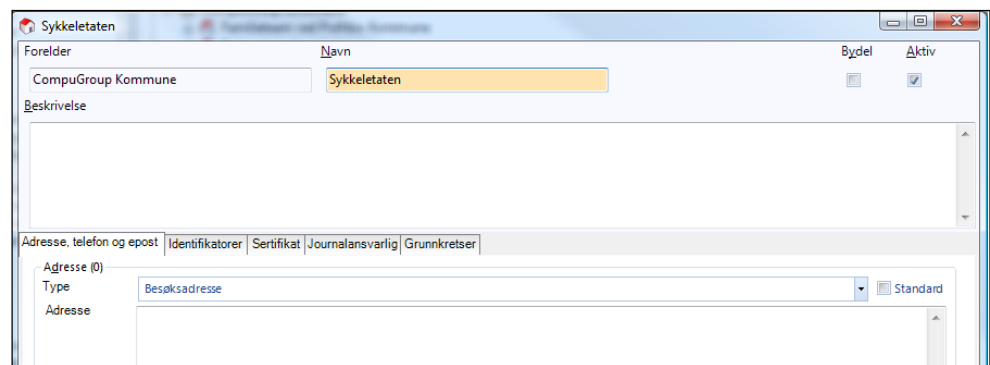 Sykkeletaten
Forelder Navn Bydel Aktiv
CompuGroup Kommune Sykkeletaten
Beskrivelse
Adresse, telefon og epost Identifikatorer Sertifikat Journalansvarlig Grunnkretser
Adresse (0)
Type Besøksadresse Standard
Adresse